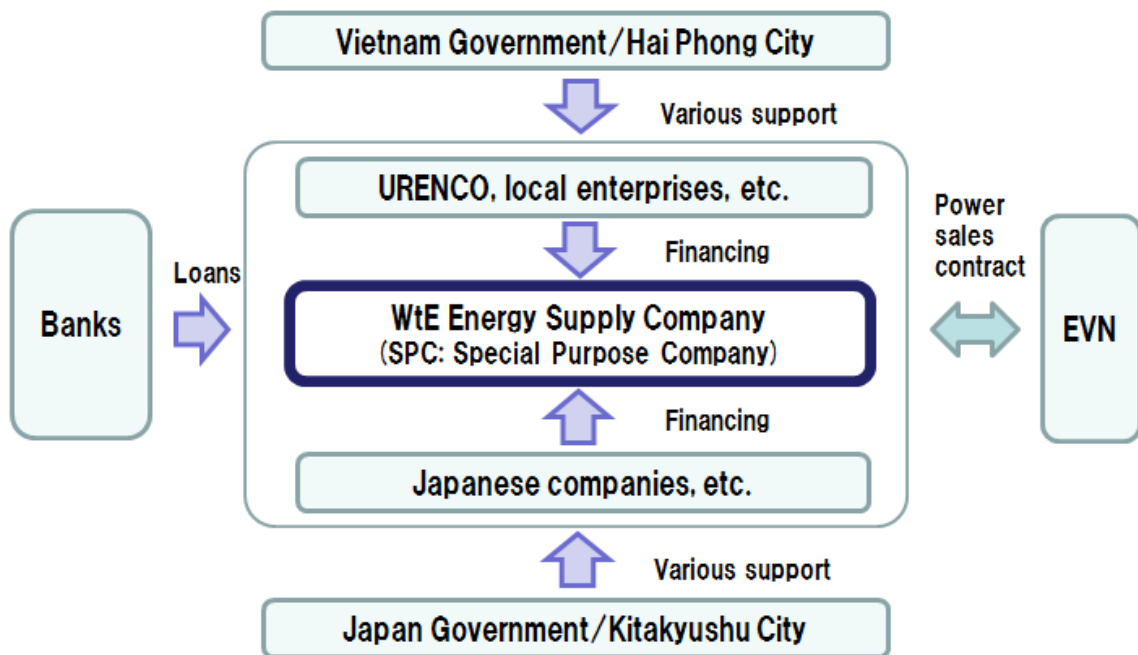 Vietnam Government/Hai Phong City
Various support
URENCO, local enterprises, etc.
Financing
Power
sales
contract
Loans
Banks
WtE Energy Supply Company
(SPC: Special Purpose Company)
EVN
Financing
Japanese companies, etc.
Various support
Japan Government/Kitakyushu City